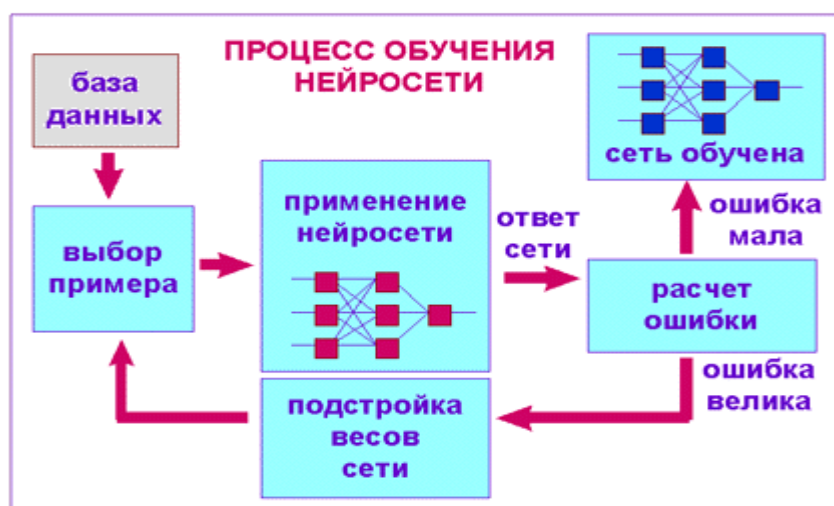 ПРОЦЕСС ОБУЧЕНИЯ
НЕЙРОСЕТИ
база
данных
выбор
примера
применение
нейросети
ответ
сети
расчет
ошибки
ошибка
мала
сеть обучена
ошибка
велика
подстройка
весов
сети